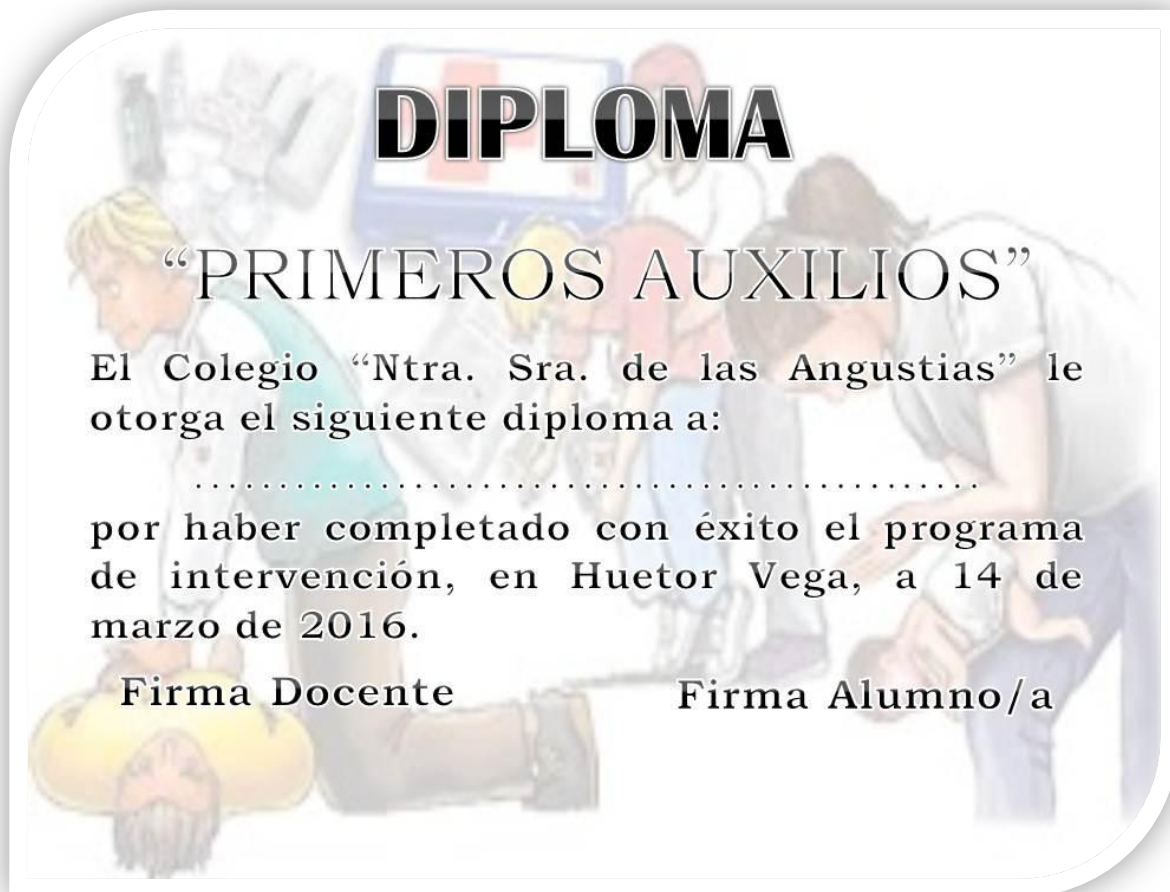 DIPLOMA
“PRIMEROS AUXILIOS”
El Colegio “Ntra. Sra. de las Angustias” le
otorga el siguiente diploma a:
................................................
por haber completado con éxito el programa
de intervención, en Huetor Vega, a 14 de
marzo de 2016.
Firma Docente Firma Alumno/a